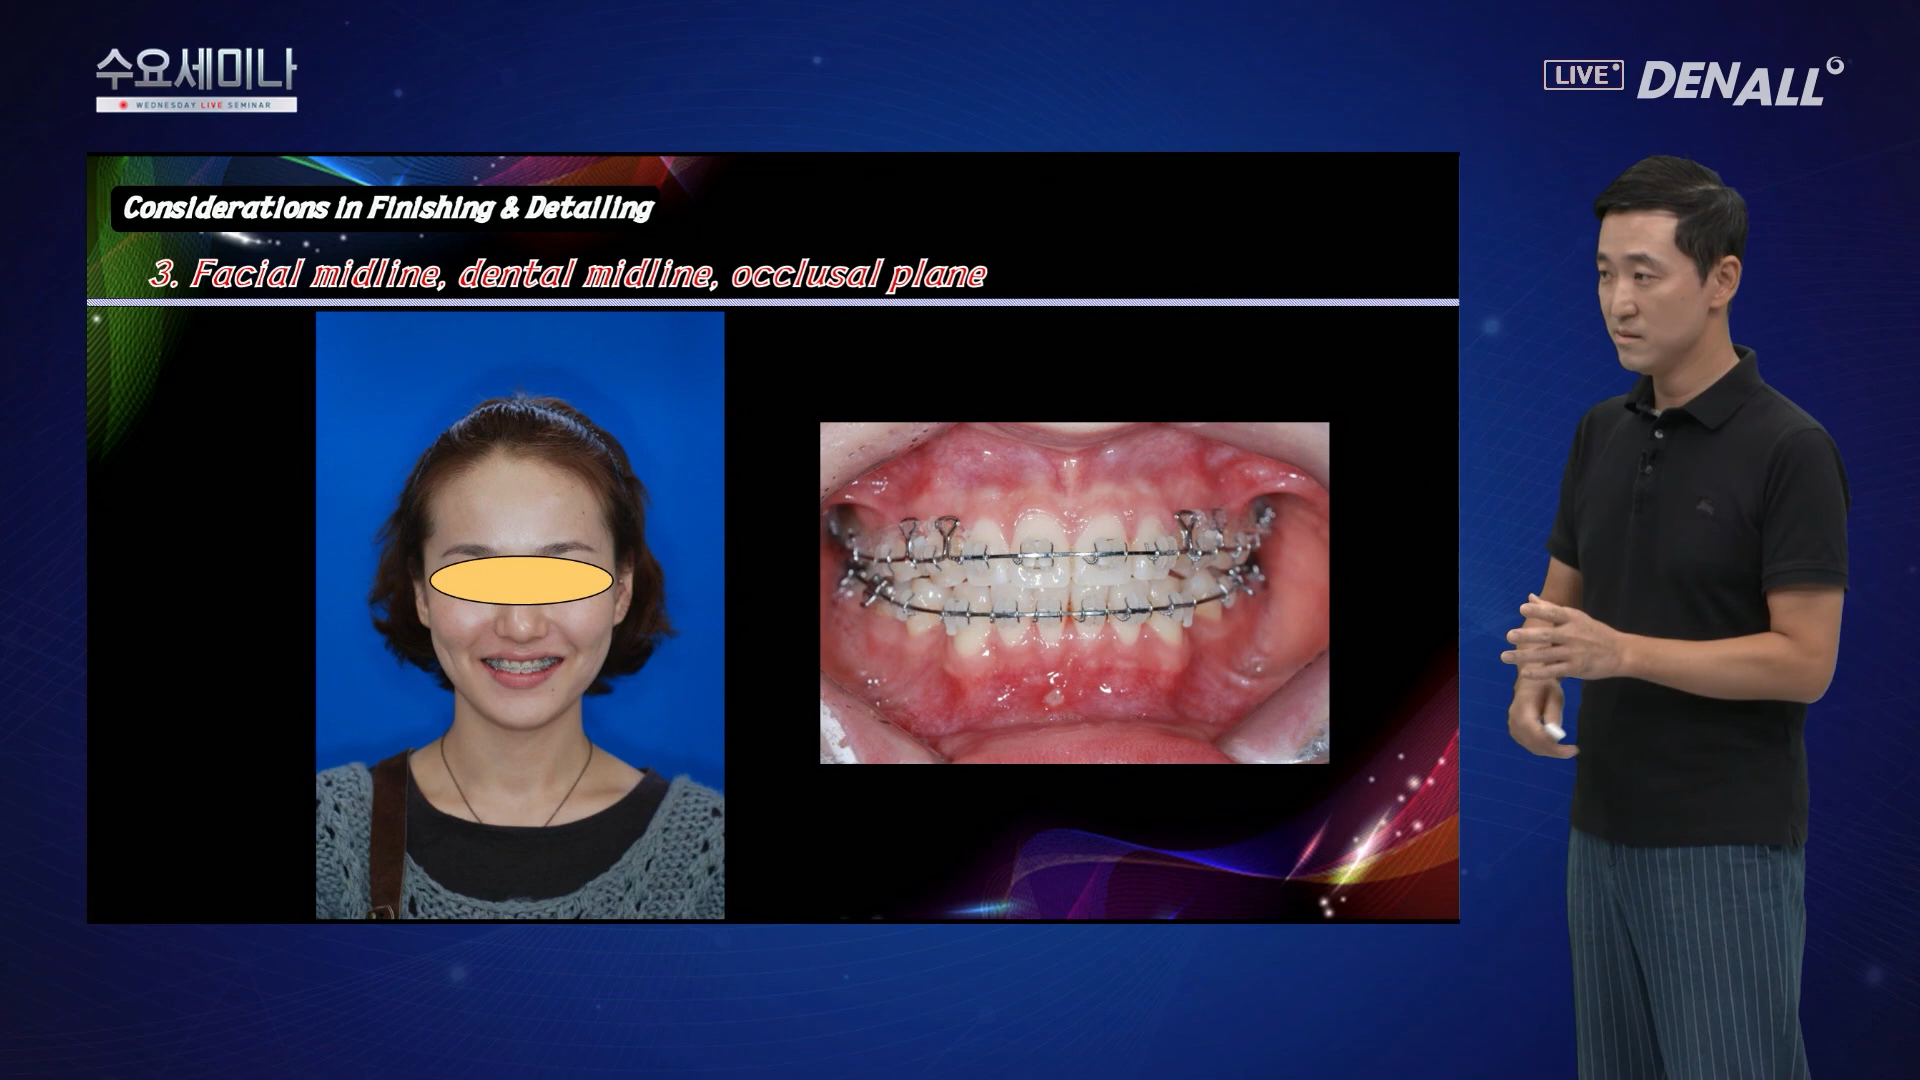 수요세미나
WEDNESDAY LIVE SEMINAR
LIVE
DENALL
Considerations in Finishing & Detailing
3. Facial midline, dental midline, occlusal plane